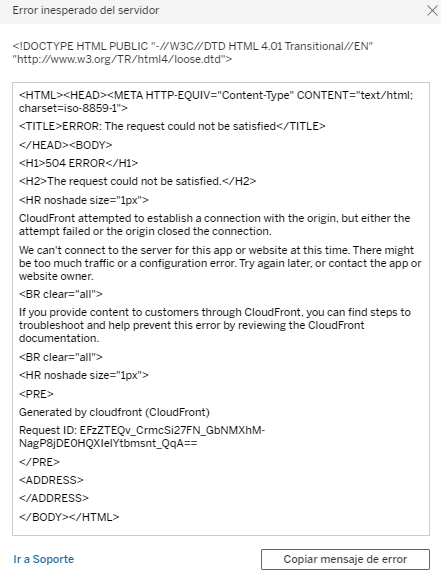 Error inesperado del servidor
<!DOCTYPE HTML PUBLIC "-//W3C//DTD HTML 4.01 Transitional//EN"
"http://www.w3.org/TR/html4/loose.dtd">
<HTML><HEAD><META HTTP-EQUIV="Content-Type" CONTENT="text/html;
charset=iso-8859-1">
<TITLE>ERROR: The request could not be satisfied</TITLE>
</HEAD><BODY>
<H1>504 ERROR</H1>
<H2>The request could not be satisfied.</H2>
<HR noshade size="1px">
CloudFront attempted to establish a connection with the origin, but either the
attempt failed or the origin closed the connection.
We can't connect to the server for this app or website at this time. There might
be too much traffic or a configuration error. Try again later, or contact the app or
website owner.
<BR clear="all">
If you provide content to customers through CloudFront, you can find steps to
troubleshoot and help prevent this error by reviewing the CloudFront
documentation.
<BR clear="all">
<HR noshade size="1px">
<PRE>
Generated by cloudfront (CloudFront)
Request ID: EFzZTEQv_CrmcSi27FN_GbNMXhM-
NagP8jDE0HQXIelYtbmsnt_QqA==
</PRE>
<ADDRESS>
</ADDRESS>
</BODY></HTML>
Ir a Soporte
Copiar mensaje de error